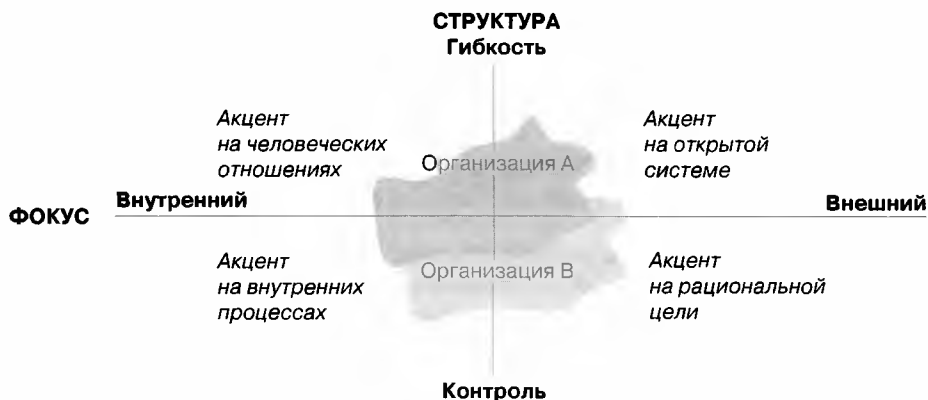 СТРУКТУРА
Гибкость
Акцент
на человеческих
отношениях
Акцент
на открытой
системе
Организация А
ФОКУС
Внутренний
Внешний
Акцент
на внутренних
процессах
Организация В
Акцент
на рациональной
цели
Контроль